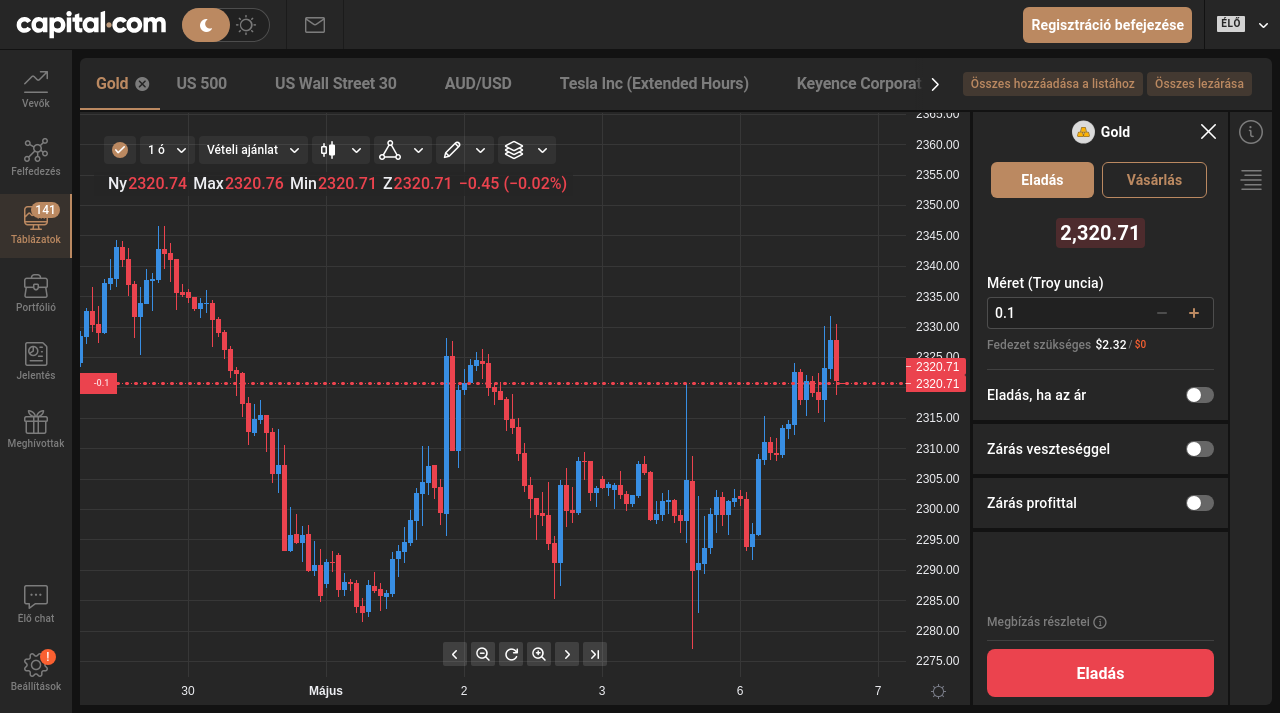 capital.com
Regisztráció befejezése
ÉLŐ
Vevők
Felfedezés
141
Táblázatok
Portfólió
Jelentés
Meghívottak
Elő chat
!
Beállítások
Gold
US 500
US Wall Street 30
AUD/USD
Tesla Inc (Extended Hours)
Keyence Corporat
Összes hozzáadása a listához
Összes lezárása
1 ó
Vételi ajánlat
Ny2320.74 Max2320.76 Min2320.71 Z2320.71 −0.45 (−0.02%)
-0.1
2365.00
2360.00
2355.00
2350.00
2345.00
2340.00
2335.00
2330.00
2325.00
2320.71
2320.71
2315.00
2310.00
2305.00
2300.00
2295.00
2290.00
2285.00
2280.00
2275.00
30
Május
2
3
6
7
Gold
Eladás
Vásárlás
2,320.71
Méret (Troy uncia)
0.1
Fedezet szükséges $2.32 / $0
Eladás, ha az ár
Zárás veszteséggel
Zárás profittal
Megbízás részletei
Eladás